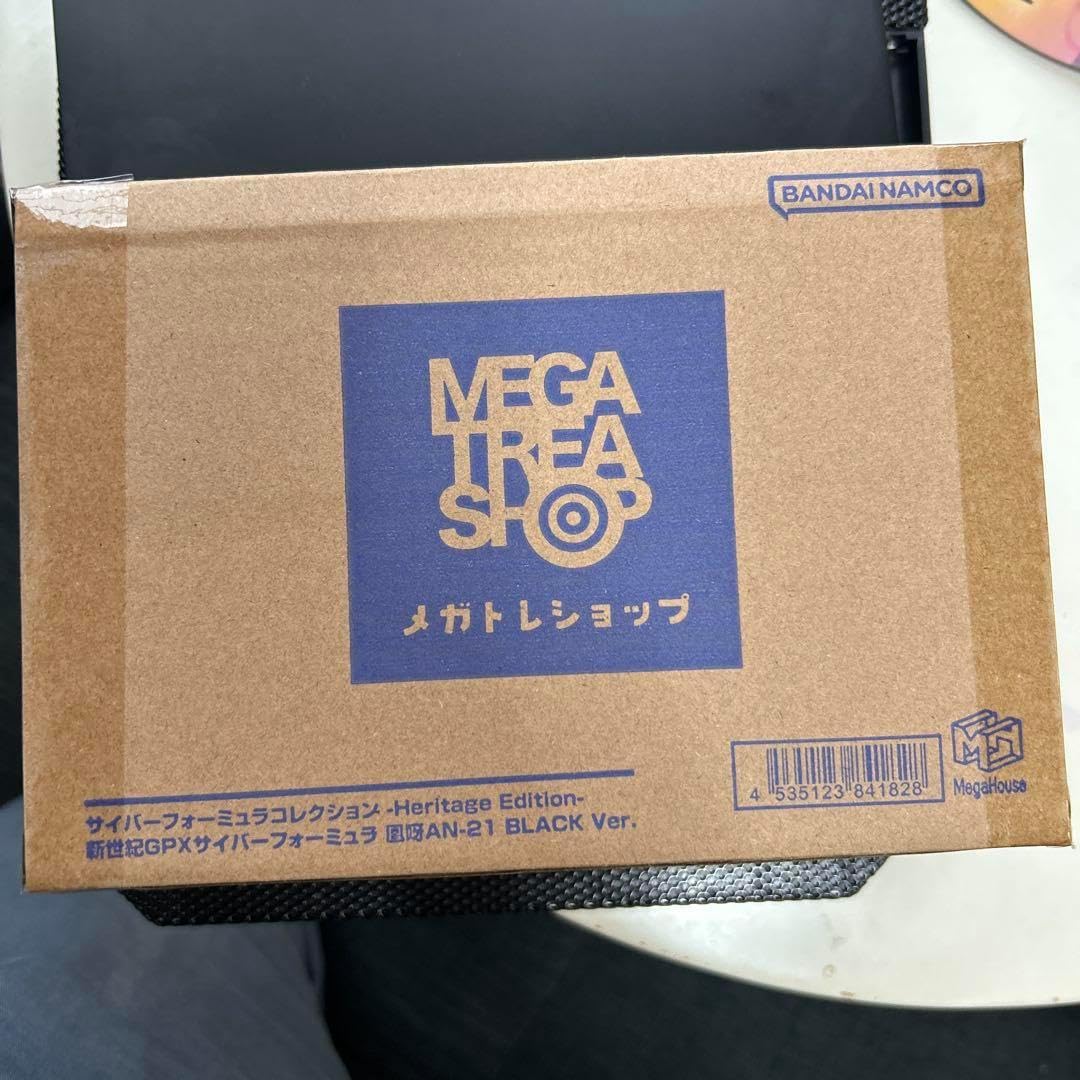 BANDAI NAMCO
MEGA
TREA
SHOP
メガトレショップ
サイバーフォーミュラコレクション -Heritage Edition-
新世紀GPXサイバーフォーミュラ 凰呀AN-21 BLACK Ver.
4 535123 841828
MegaHouse